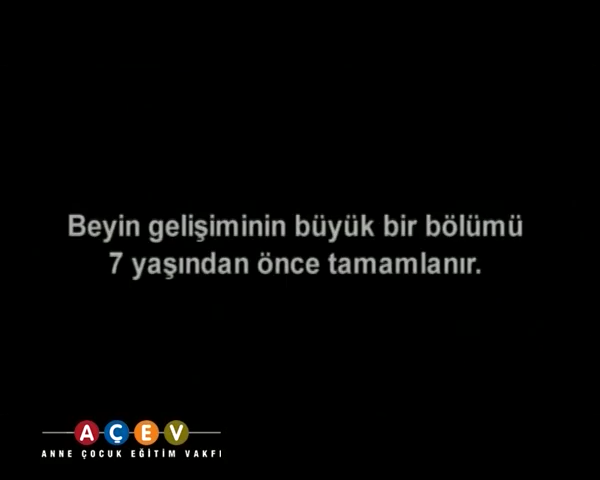 Beyin gelişiminin büyük bir bölümü
7 yaşından önce tamamlanır.
AÇEV
ANNE ÇOCUK EĞİTİM VAKFI